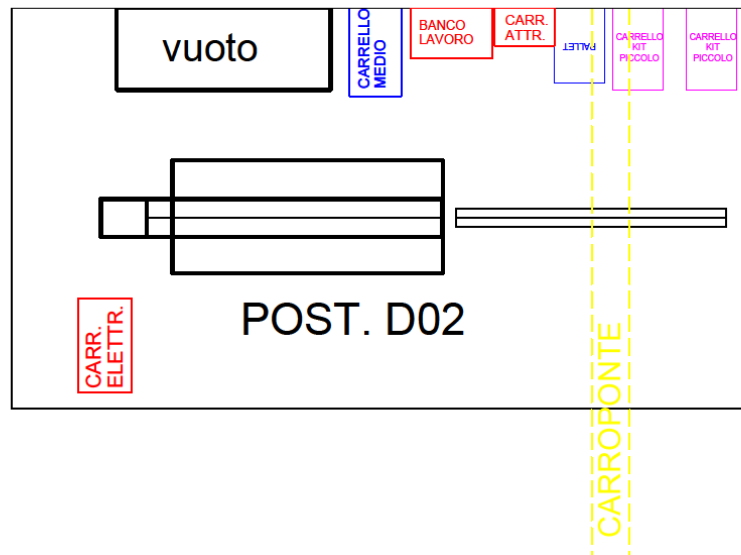 vuoto
CARRELLO
MEDIO
BANCO
LAVORO
CARR.
ATTR.
PALLET
CARRELLO
KIT
PICCOLO
CARRELLO
KIT
PICCOLO
POST. D02
CARR.
ELETTR.
CARROPONTE